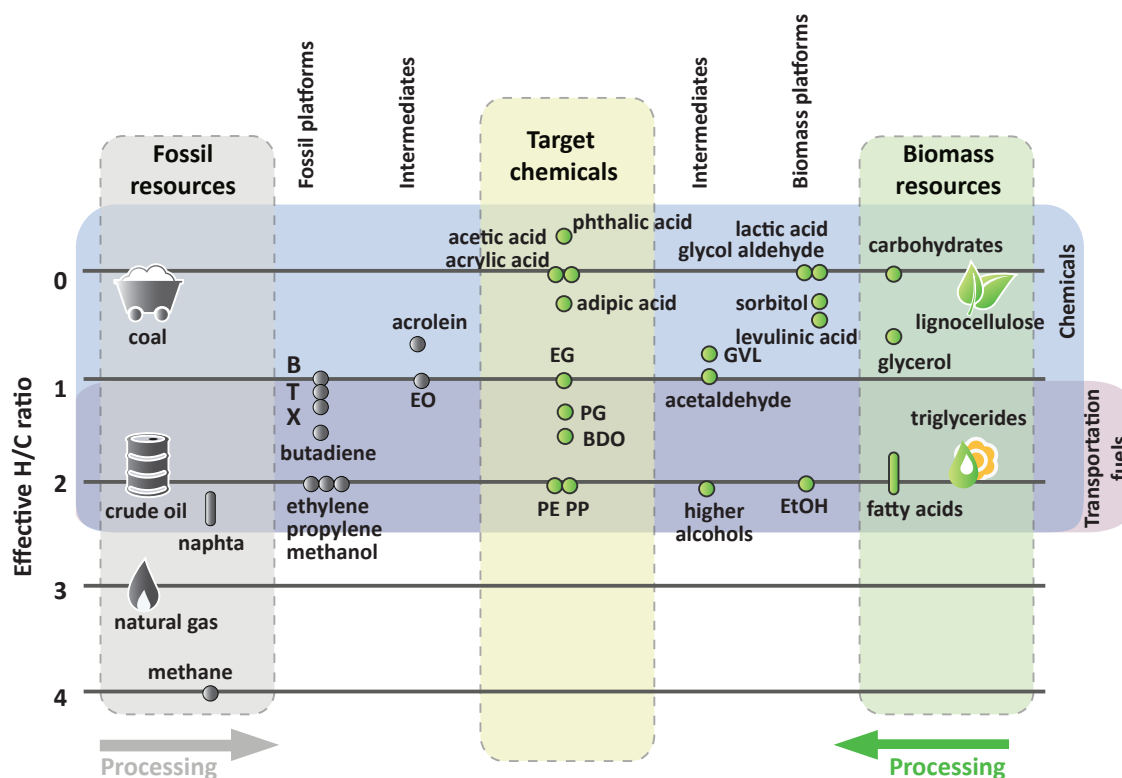 Fossil platforms
Intermediates
Intermediates
Biomass platforms
Fossil
resources
Target
chemicals
Biomass
resources
Effective H/C ratio
0
1
2
3
4
coal
crude oil
naphta
natural gas
methane
B
T
X
butadiene
ethylene
propylene
methanol
acrolein
EO
phthalic acid
acetic acid
acrylic acid
adipic acid
EG
PG
BDO
PE PP
GVL
acetaldehyde
higher
alcohols
lactic acid
glycol aldehyde
sorbitol
levulinic acid
EtOH
carbohydrates
lignocellulose
glycerol
triglycerides
fatty acids
Chemicals
Transportation
fuels
Processing
Processing